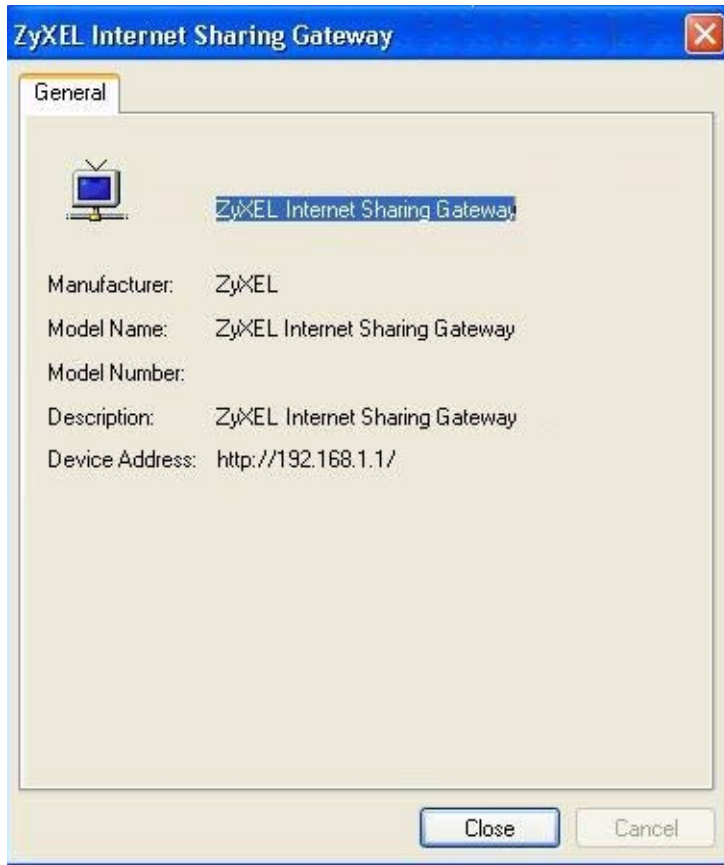 ZyXEL Internet Sharing Gateway
General
ZyXEL Internet Sharing Gateway
Manufacturer: ZyXEL
Model Name: ZyXEL Internet Sharing Gateway
Model Number:
Description: ZyXEL Internet Sharing Gateway
Device Address: http://192.168.1.1/
Close Cancel